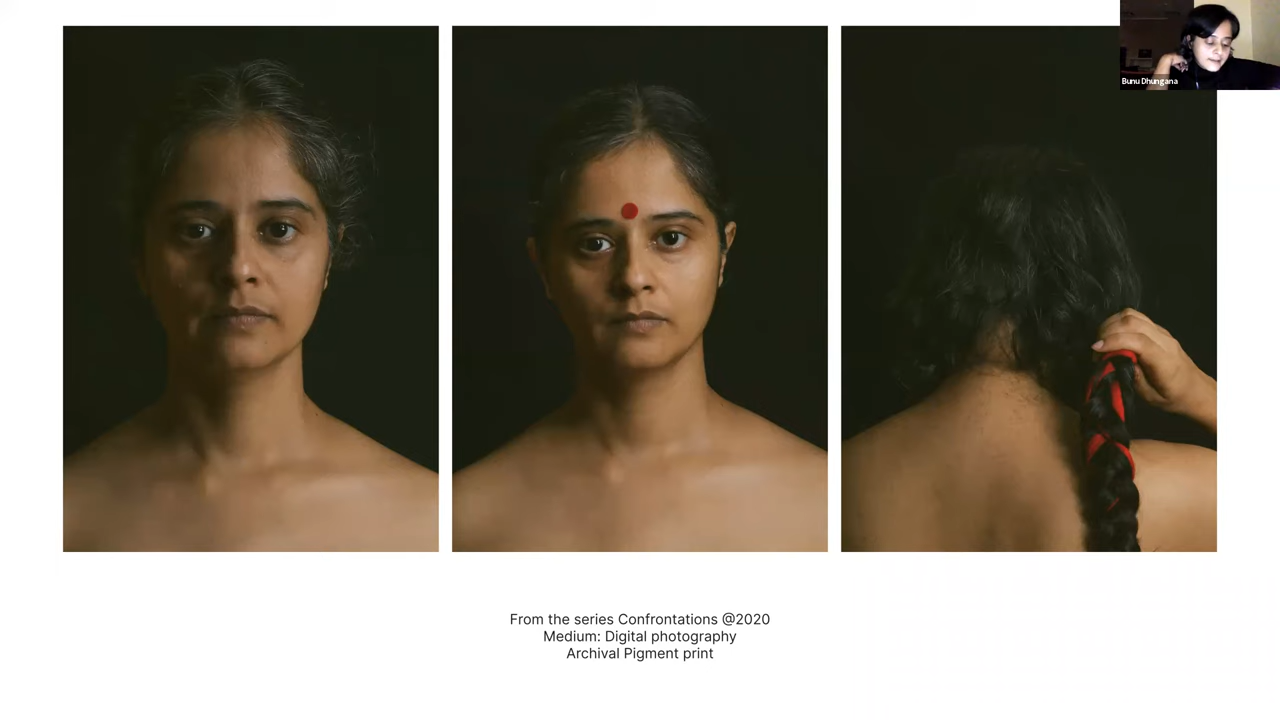 Bunu Dhungana
From the series Confrontations @2020
Medium: Digital photography
Archival Pigment print